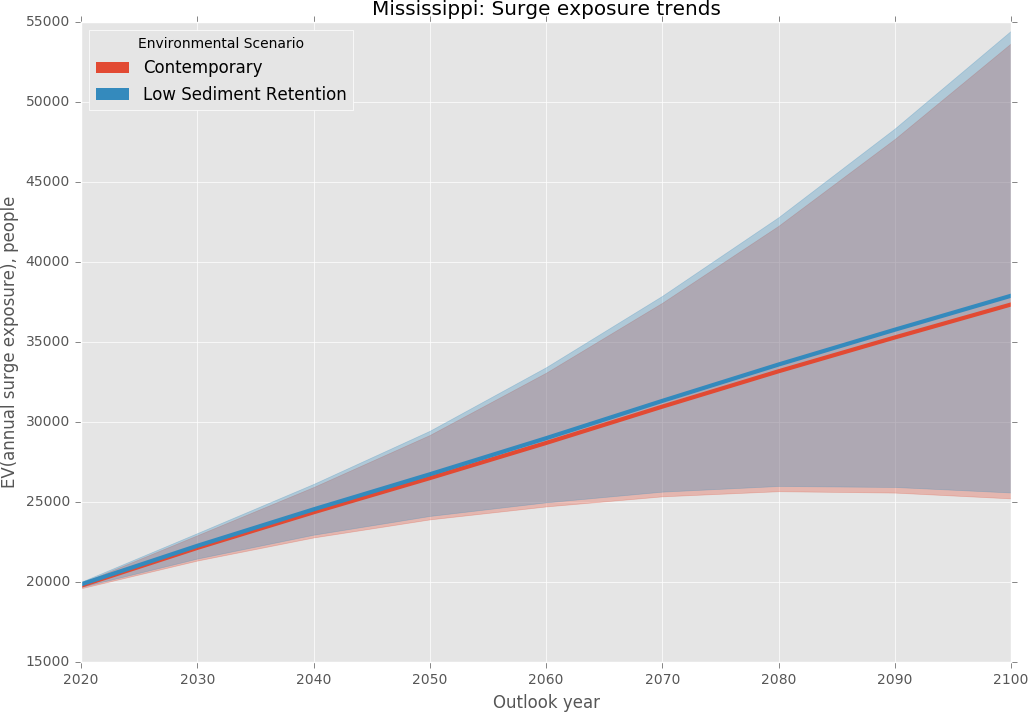 Mississippi: Surge exposure trends
Environmental Scenario
Contemporary
Low Sediment Retention
EV(annual surge exposure), people
55000
50000
45000
40000
35000
30000
25000
20000
15000
2020 2030 2040 2050 2060 2070 2080 2090 2100
Outlook year